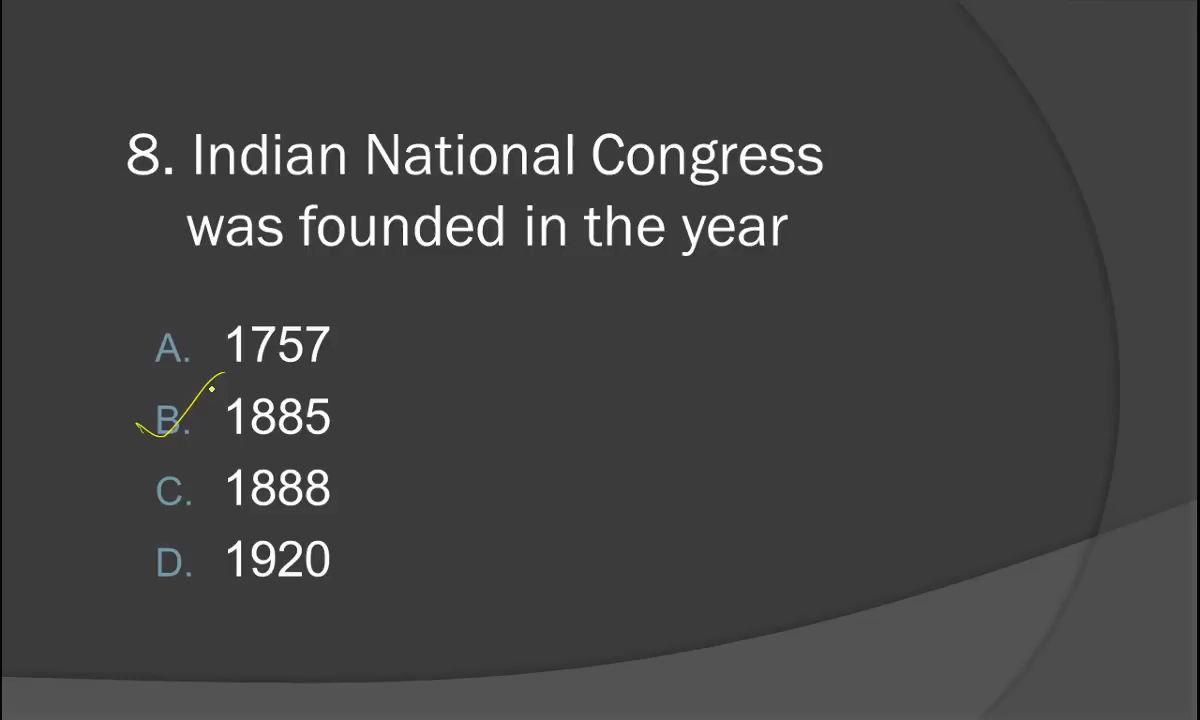 8. Indian National Congress
was founded in the year
A. 1757
B. 1885
C. 1888
D. 1920